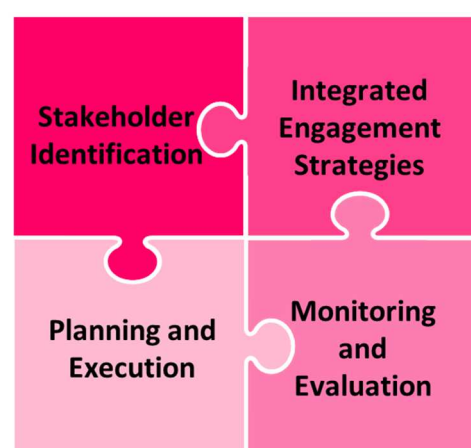 Stakeholder
Identification
Integrated
Engagement
Strategies
Planning and
Execution
Monitoring
and
Evaluation